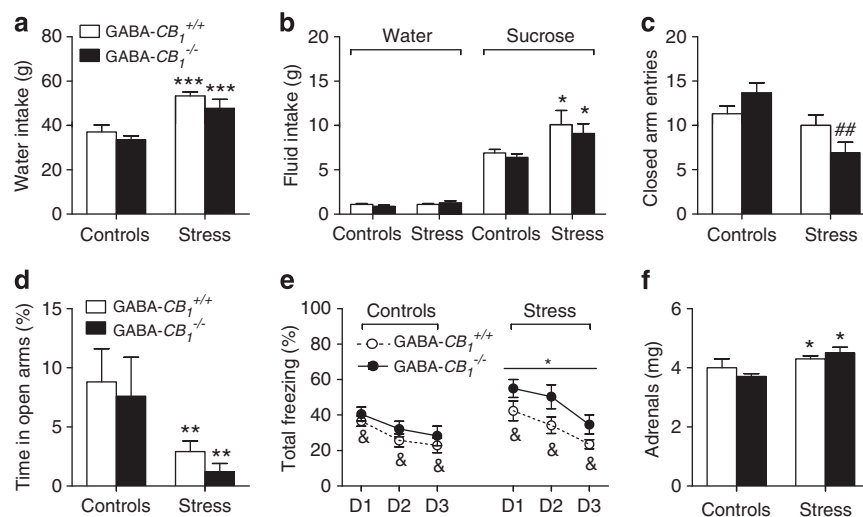 a
GABA-CB1+/+
GABA-CB1-/-
Water intake (g)
80
60
40
20
0
*** ***
Controls Stress
b
Fluid intake (g)
20
15
10
5
0
Water Sucrose
* *
Controls Stress Controls Stress
c
Closed arm entries
20
15
10
5
0
##
Controls Stress
d
GABA-CB1+/+
GABA-CB1-/-
Time in open arms (%)
15
10
5
0
** **
Controls Stress
e
Total freezing (%)
100
80
60
40
20
0
Controls Stress
GABA-CB1+/+
GABA-CB1-/-
*
& & & & & &
D1 D2 D3 D1 D2 D3
f
Adrenals (mg)
6
4
2
0
* *
Controls Stress